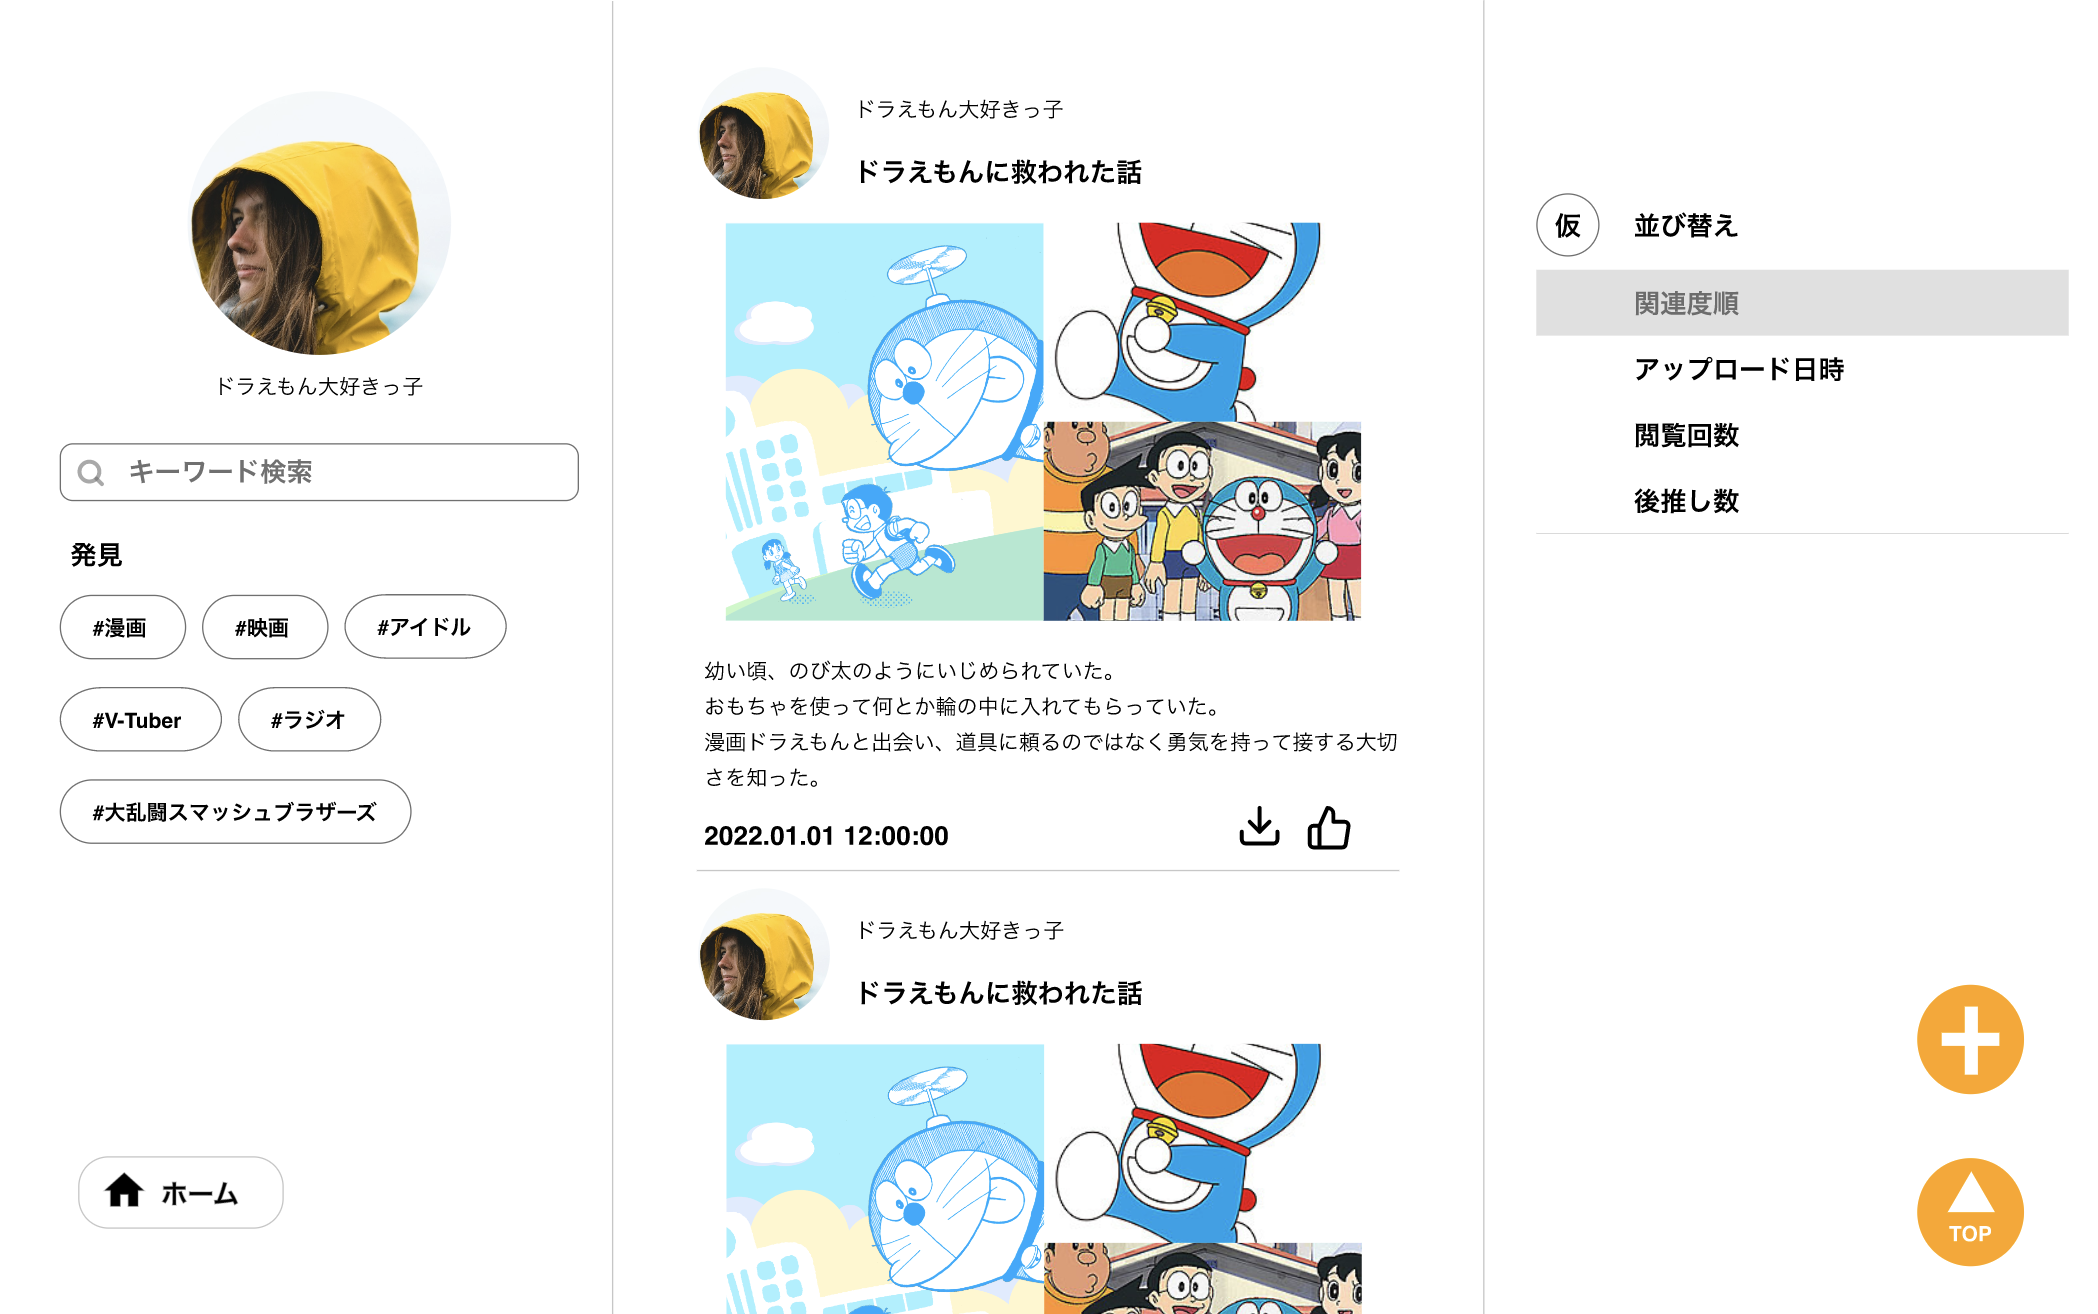 ドラえもん大好きっ子
キーワード検索
発見
#漫画
#映画
#アイドル
#V-Tuber
#ラジオ
#大乱闘スマッシュブラザーズ
ホーム
ドラえもん大好きっ子
ドラえもんに救われた話
幼い頃、のび太のようにいじめられていた。
おもちゃを使って何とか輪の中に入れてもらっていた。
漫画ドラえもんと出会い、道具に頼るのではなく勇気を持って接する大切
さを知った。
2022.01.01 12:00:00
ドラえもん大好きっ子
ドラえもんに救われた話
仮
並び替え
関連度順
アップロード日時
閲覧回数
後推し数
TOP